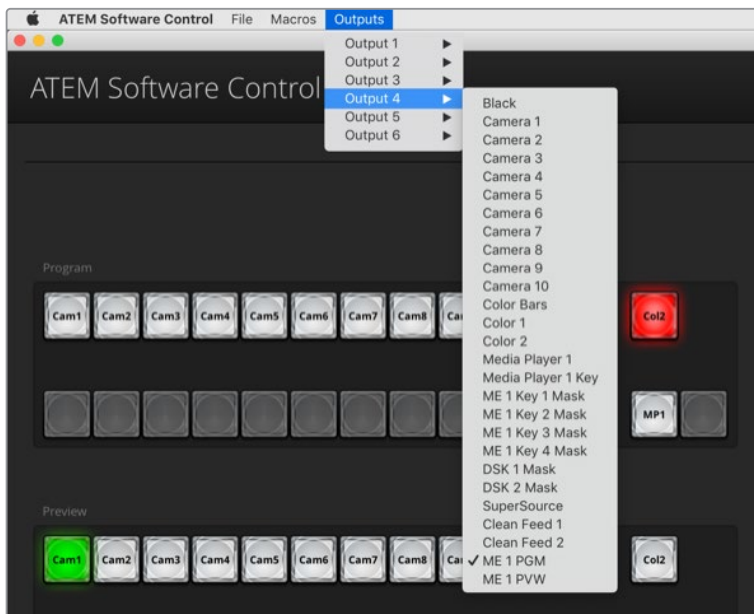 ATEM Software Control File Macros Outputs
Output 1
Output 2
Output 3
Output 4
Output 5
Output 6
ATEM Software Control
Black
Camera 1
Camera 2
Camera 3
Camera 4
Camera 5
Camera 6
Camera 7
Camera 8
Camera 9
Camera 10
Color Bars
Color 1
Color 2
Media Player 1
Media Player 1 Key
ME 1 Key 1 Mask
ME 1 Key 2 Mask
ME 1 Key 3 Mask
ME 1 Key 4 Mask
DSK 1 Mask
DSK 2 Mask
SuperSource
Clean Feed 1
Clean Feed 2
ME 1 PGM
ME 1 PVW
Program
Cam1 Cam2 Cam3 Cam4 Cam5 Cam6 Cam7 Cam8 Ca Col2
MP1
Preview
Cam1 Cam2 Cam3 Cam4 Cam5 Cam6 Cam7 Cam8 Ca Col2